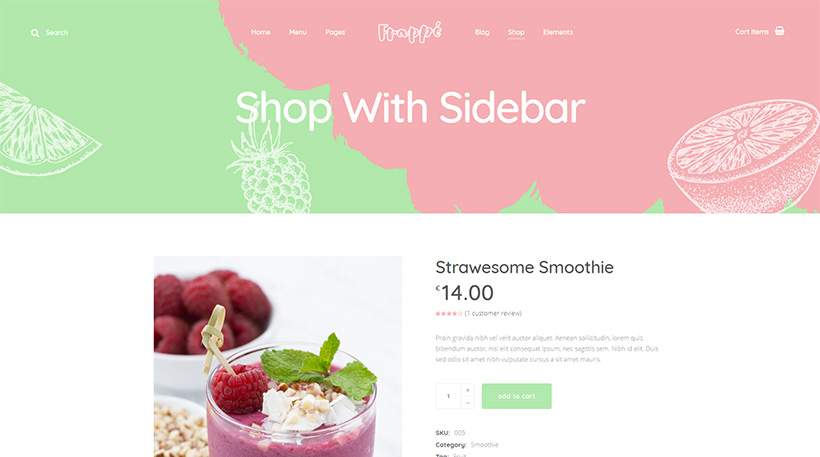 Search
Home
Menu
Pages
Frappé
Blog
Shop
Elements
Cart Items
Shop With Sidebar
Strawesome Smoothie
€14.00
(1 customer review)
Proin gravida nibh vel velit auctor aliquet. Aenean sollicitudin, lorem quis
bibendum auctor, nisi elit consequat ipsum, nec sagittis sem. Nibh id elit. Duis
sed odio sit amet nibh vulputate cursus a sit amet mauris.
1
+
–
add to cart
SKU: 005
Category: Smoothie
Tag: Fruit